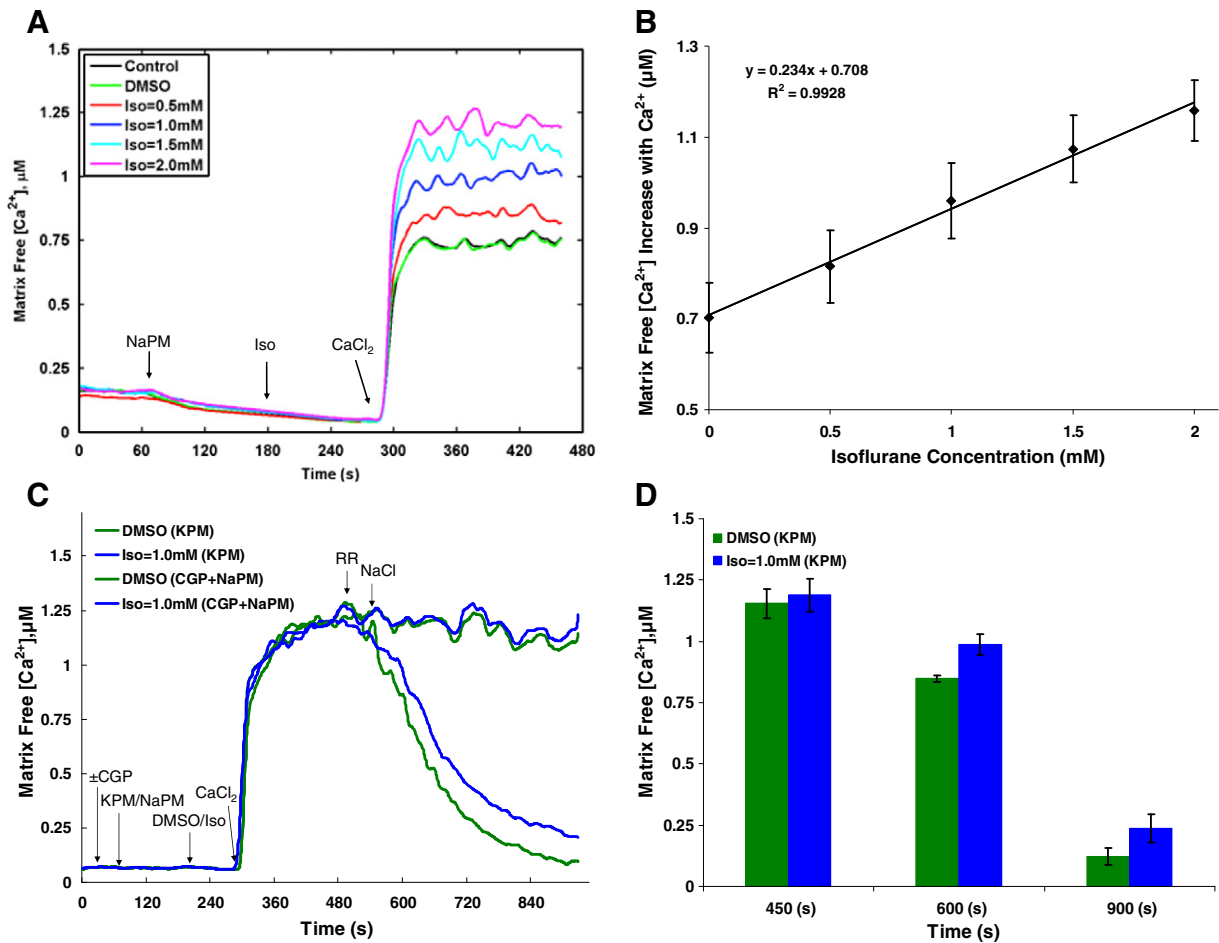 A
Matrix Free [Ca²⁺], µM
1.5
1.25
1
0.75
0.5
0.25
0
Control
DMSO
Iso=0.5mM
Iso=1.0mM
Iso=1.5mM
Iso=2.0mM
NaPM
Iso
CaCl₂
0
60
120
180
240
300
360
420
480
Time (s)
B
Matrix Free [Ca²⁺] Increase with Ca²⁺ (µM)
1.3
1.1
0.9
0.7
0.5
y = 0.234x + 0.708
R² = 0.9928
0
0.5
1
1.5
2
Isoflurane Concentration (mM)
C
Matrix Free [Ca²⁺],µM
1.5
1.25
1
0.75
0.5
0.25
0
DMSO (KPM)
Iso=1.0mM (KPM)
DMSO (CGP+NaPM)
Iso=1.0mM (CGP+NaPM)
RR
NaCl
±CGP
KPM/NaPM
DMSO/Iso
CaCl₂
0
120
240
360
480
600
720
840
Time (s)
D
Matrix Free [Ca²⁺],µM
1.5
1.25
1
0.75
0.5
0.25
0
DMSO (KPM)
Iso=1.0mM (KPM)
450 (s)
600 (s)
900 (s)
Time (s)